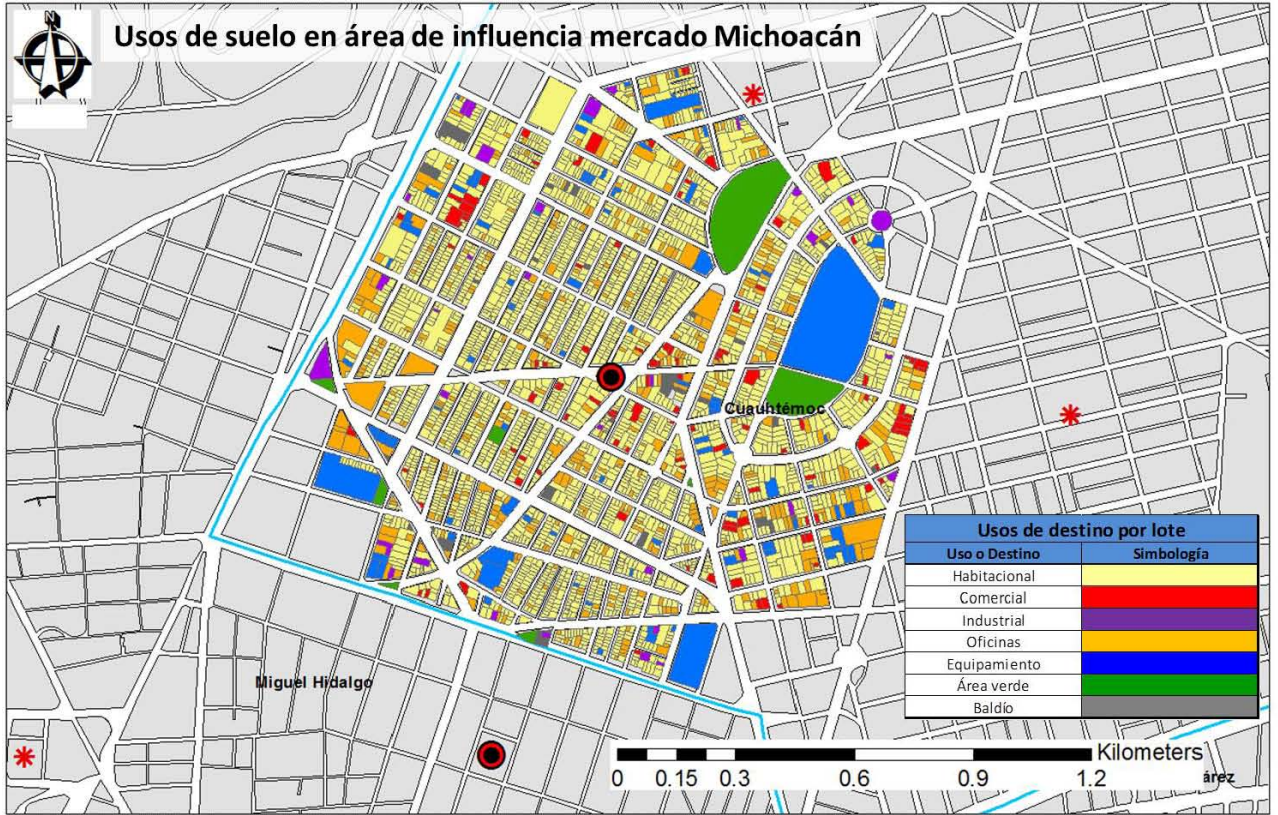 N
Usos de suelo en área de influencia mercado Michoacán
Cuauhtémoc
Usos de destino por lote
Uso o Destino Simbología
Habitacional
Comercial
Industrial
Oficinas
Equipamiento
Área verde
Baldío
Miguel Hidalgo
Kilometers
0 0.15 0.3 0.6 0.9 1.2
árez